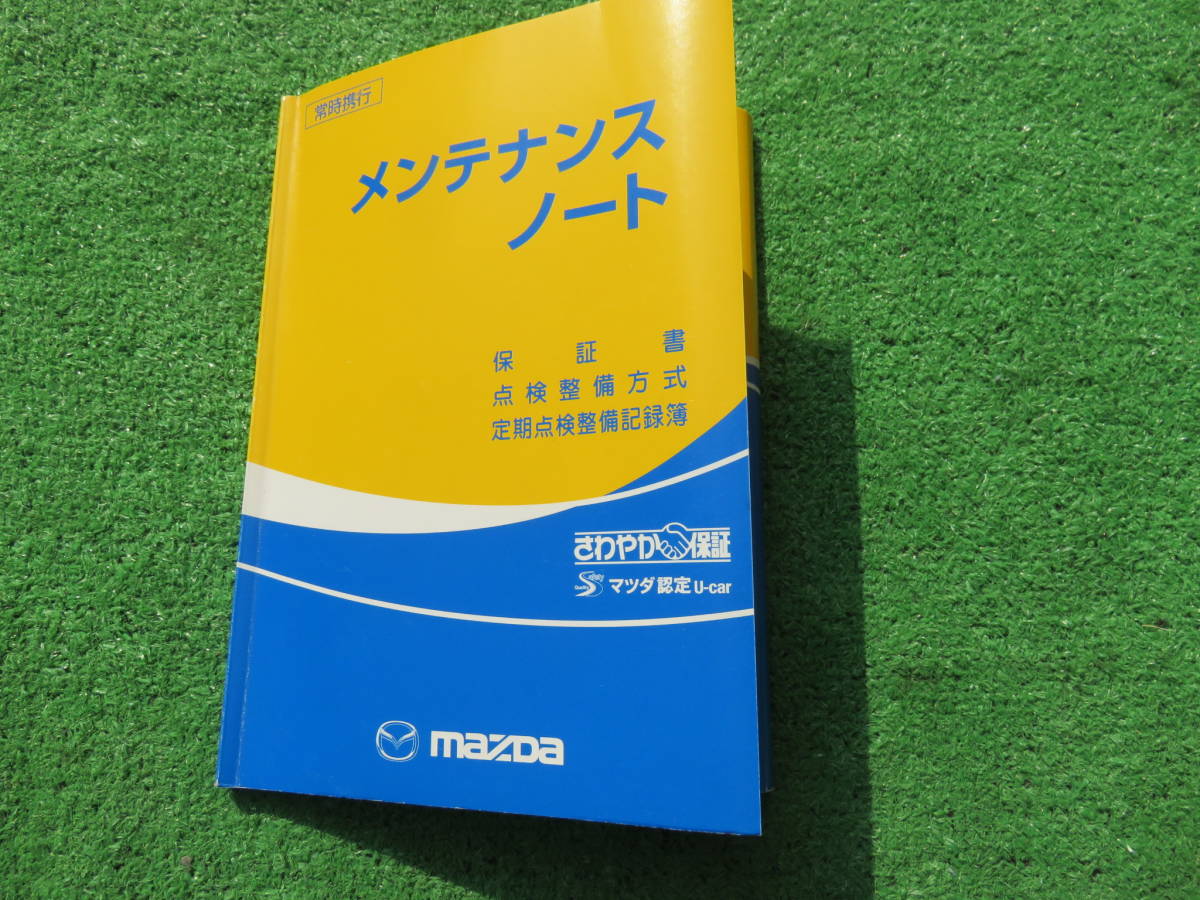 常時携行
メンテナンス
ノート
保証書
点検整備方式
定期点検整備記録簿
さわやか保証
マツダ認定 U-car
mazda